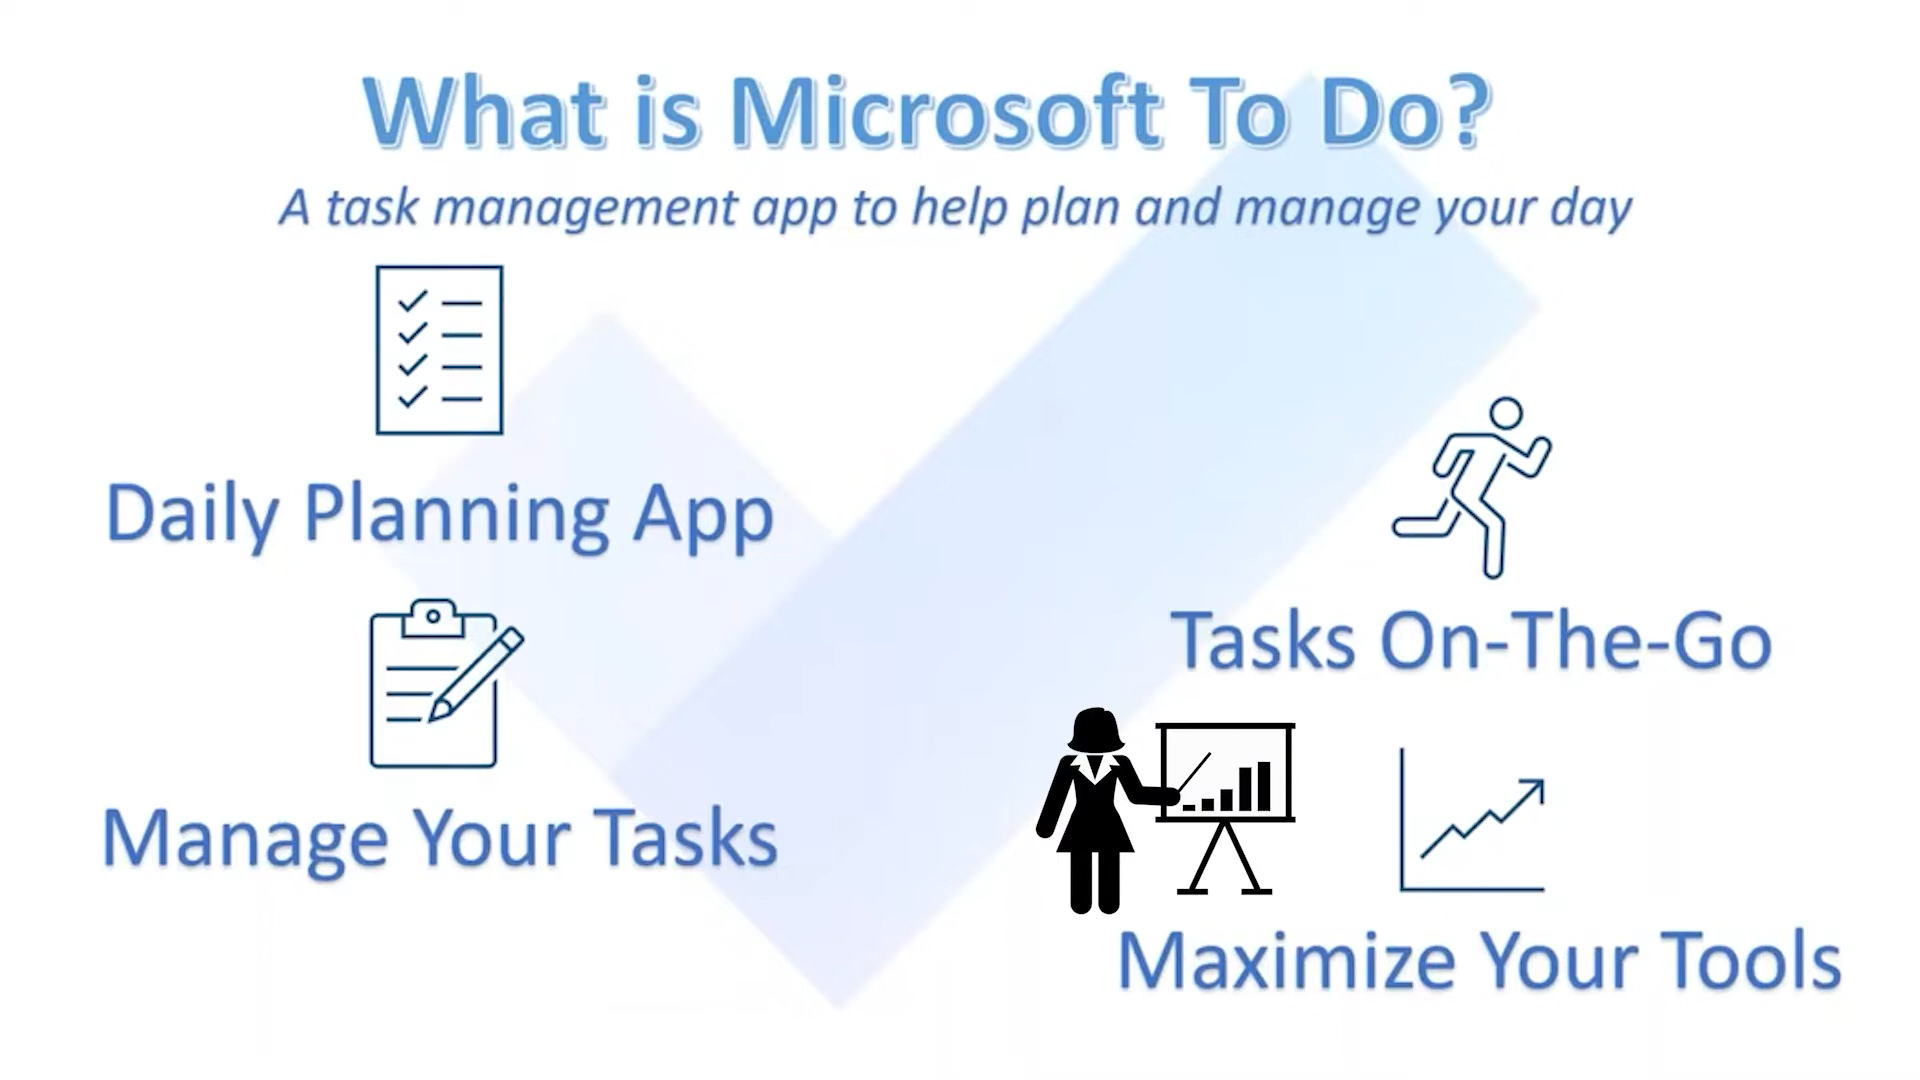 What is Microsoft To Do?
A task management app to help plan and manage your day
Daily Planning App
Manage Your Tasks
Tasks On-The-Go
Maximize Your Tools